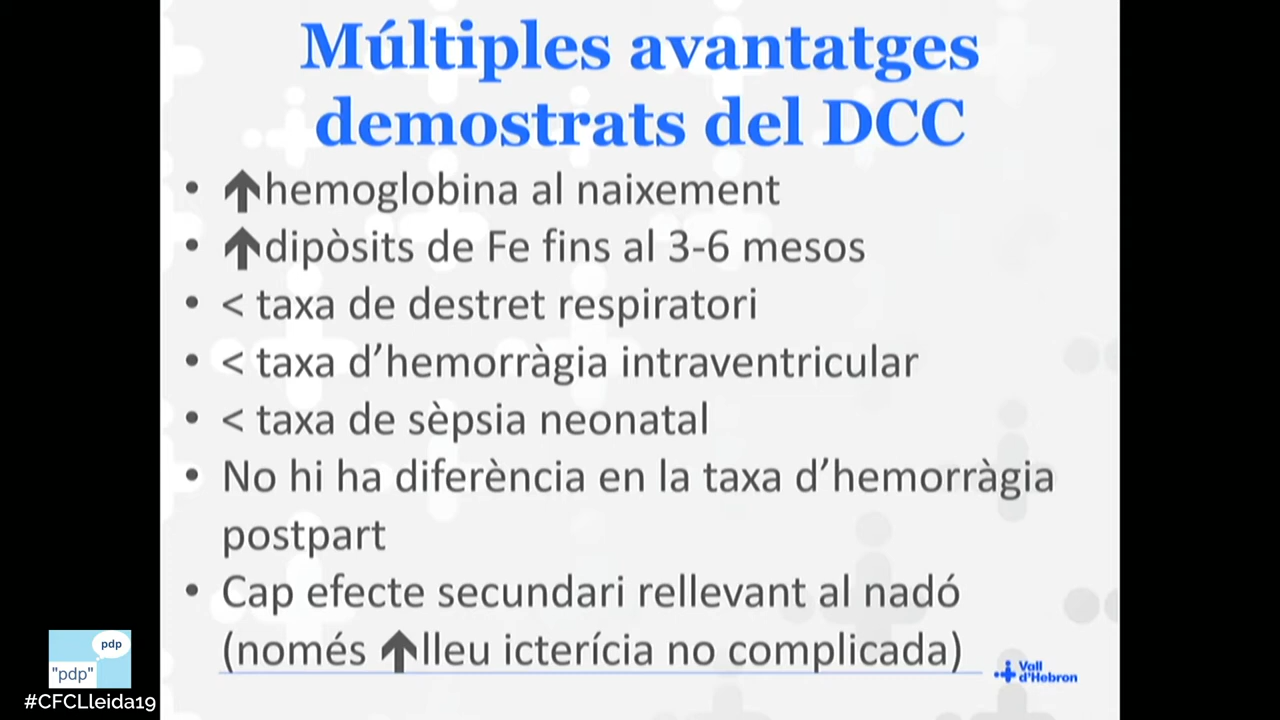 Múltiples avantatges
demostrats del DCC
• ⬆hemoglobina al naixement
• ⬆dipòsits de Fe fins al 3-6 mesos
• < taxa de destret respiratori
• < taxa d’hemorràgia intraventricular
• < taxa de sèpsia neonatal
• No hi ha diferència en la taxa d’hemorràgia
postpart
• Cap efecte secundari rellevant al nadó
(només ⬆lleu icterícia no complicada)
Vall
d'Hebron
pdp
"pdp"
#CFCLleida19